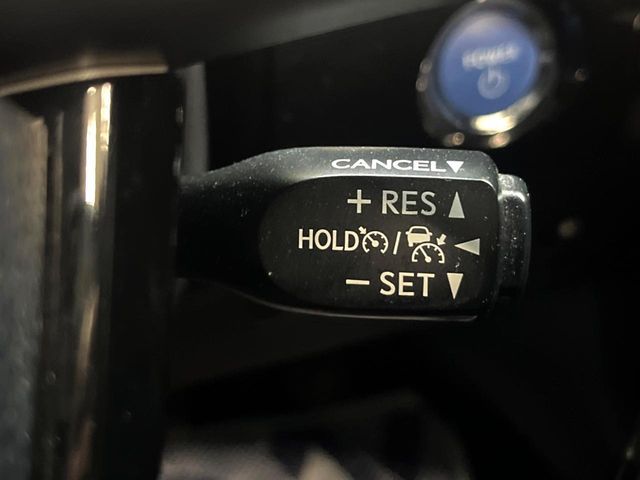 POWER
CANCEL▼
+ RES ▲
HOLD / ◄
− SET ▼